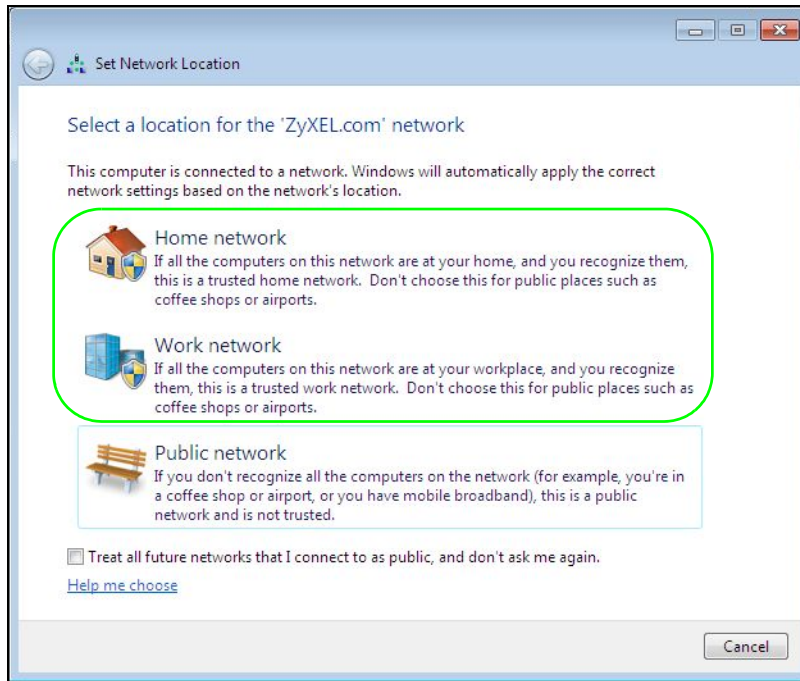 Set Network Location
Select a location for the 'ZyXEL.com' network
This computer is connected to a network. Windows will automatically apply the correct
network settings based on the network's location.
Home network
If all the computers on this network are at your home, and you recognize them,
this is a trusted home network.  Don't choose this for public places such as
coffee shops or airports.
Work network
If all the computers on this network are at your workplace, and you recognize
them, this is a trusted work network.  Don't choose this for public places such as
coffee shops or airports.
Public network
If you don't recognize all the computers on the network (for example, you're in
a coffee shop or airport, or you have mobile broadband), this is a public
network and is not trusted.
Treat all future networks that I connect to as public, and don't ask me again.
Help me choose
Cancel